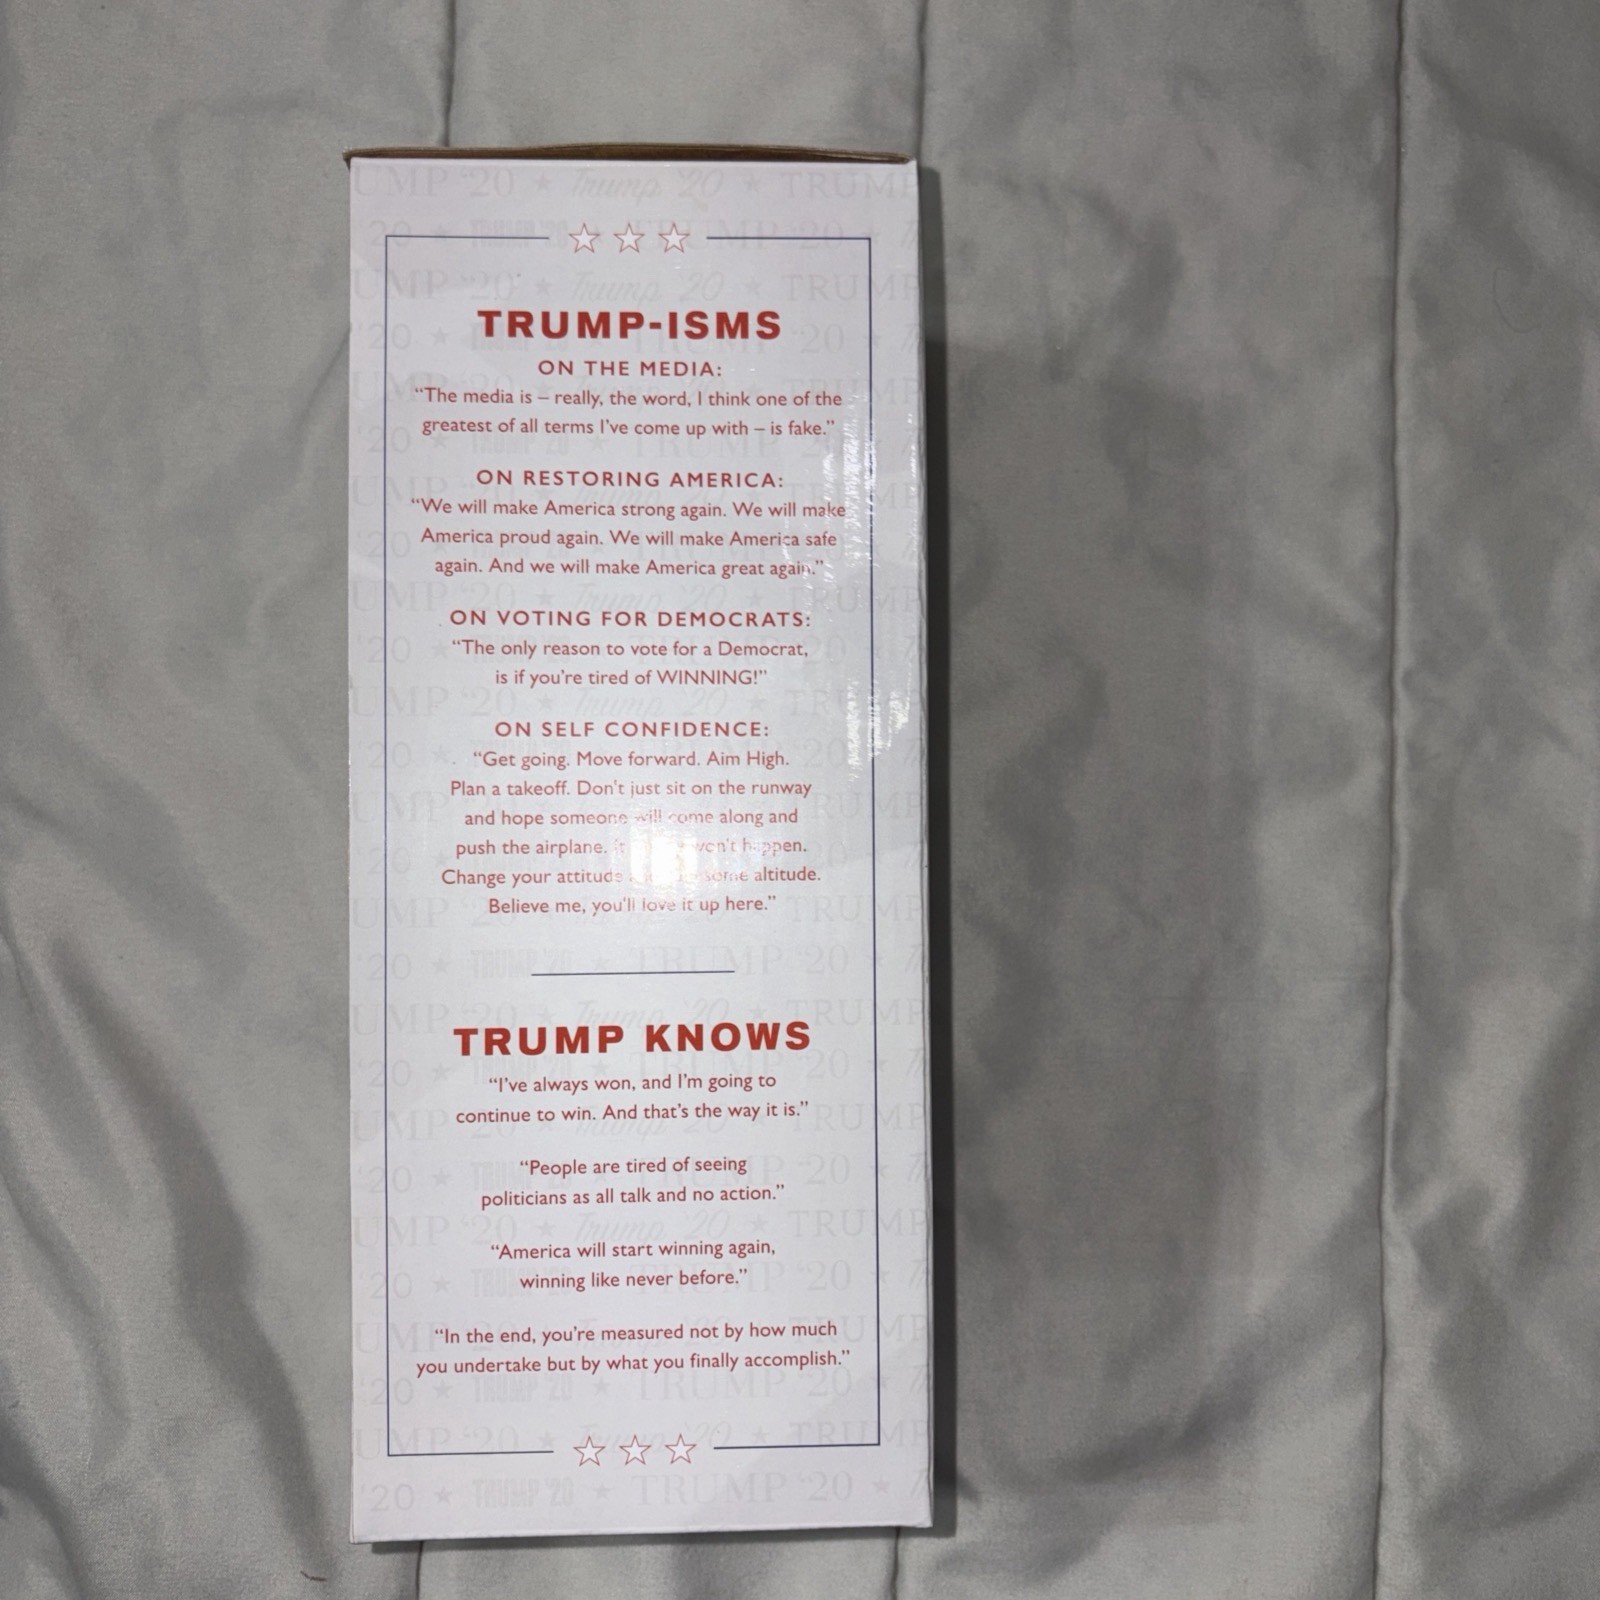 TRUMP-ISMS
ON THE MEDIA:
“The media is – really, the word, I think one of the
greatest of all terms I’ve come up with – is fake.”
ON RESTORING AMERICA:
“We will make America strong again. We will make
America proud again. We will make America safe
again. And we will make America great again.”
ON VOTING FOR DEMOCRATS:
“The only reason to vote for a Democrat,
is if you’re tired of WINNING!”
ON SELF CONFIDENCE:
“Get going. Move forward. Aim High.
Plan a takeoff. Don’t just sit on the runway
and hope someone will come along and
push the airplane. It won’t happen.
Change your attitude some altitude.
Believe me, you’ll love it up here.”
TRUMP KNOWS
“I’ve always won, and I’m going to
continue to win. And that’s the way it is.”
“People are tired of seeing
politicians as all talk and no action.”
“America will start winning again,
winning like never before.”
“In the end, you’re measured not by how much
you undertake but by what you finally accomplish.”